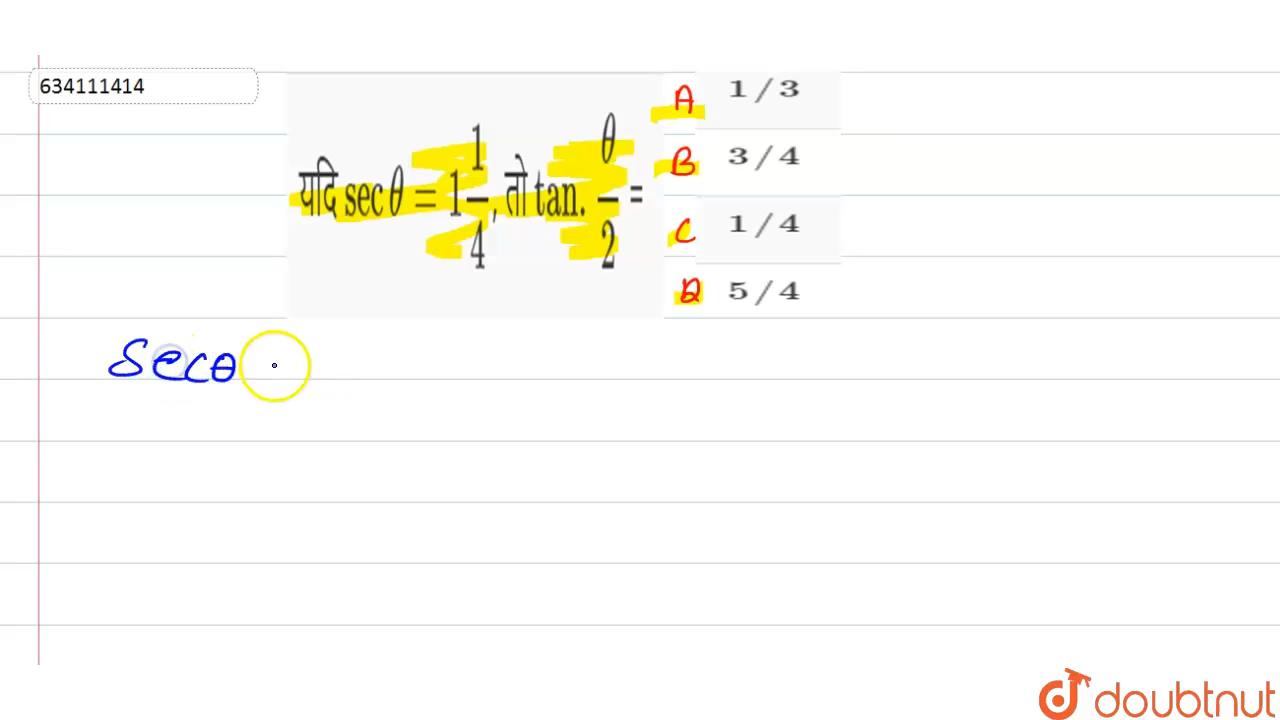 634111414
यदि sec θ = 1 1/4, तो tan. θ/2 =
A 1/3
B 3/4
C 1/4
D 5/4
Secθ
doubtnut